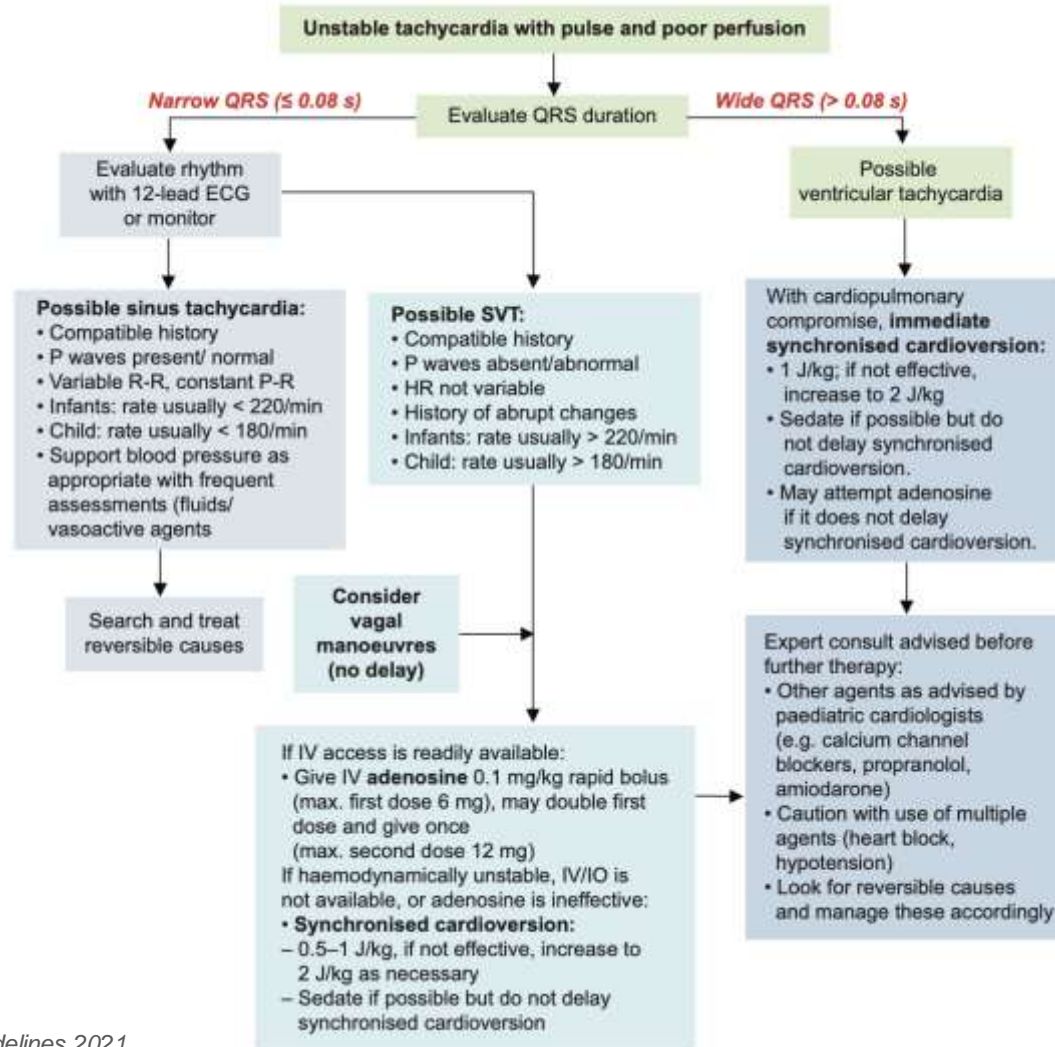 Unstable tachycardia with pulse and poor perfusion
Narrow QRS (≤ 0.08 s)
Evaluate QRS duration
Wide QRS (> 0.08 s)
Evaluate rhythm
with 12-lead ECG
or monitor
Possible
ventricular tachycardia
Possible sinus tachycardia:
• Compatible history
• P waves present/ normal
• Variable R-R, constant P-R
• Infants: rate usually < 220/min
• Child: rate usually < 180/min
• Support blood pressure as
appropriate with frequent
assessments (fluids/
vasoactive agents
Search and treat
reversible causes
Possible SVT:
• Compatible history
• P waves absent/abnormal
• HR not variable
• History of abrupt changes
• Infants: rate usually > 220/min
• Child: rate usually > 180/min
Consider
vagal
manoeuvres
(no delay)
If IV access is readily available:
• Give IV adenosine 0.1 mg/kg rapid bolus
(max. first dose 6 mg), may double first
dose and give once
(max. second dose 12 mg)
If haemodynamically unstable, IV/IO is
not available, or adenosine is ineffective:
• Synchronised cardioversion:
– 0.5–1 J/kg, if not effective, increase to
2 J/kg as necessary
– Sedate if possible but do not delay
synchronised cardioversion
With cardiopulmonary
compromise, immediate
synchronised cardioversion:
• 1 J/kg; if not effective,
increase to 2 J/kg
• Sedate if possible but do
not delay synchronised
cardioversion.
• May attempt adenosine
if it does not delay
synchronised cardioversion.
Expert consult advised before
further therapy:
• Other agents as advised by
paediatric cardiologists
(e.g. calcium channel
blockers, propranolol,
amiodarone)
• Caution with use of multiple
agents (heart block,
hypotension)
• Look for reversible causes
and manage these accordingly
delines 2021